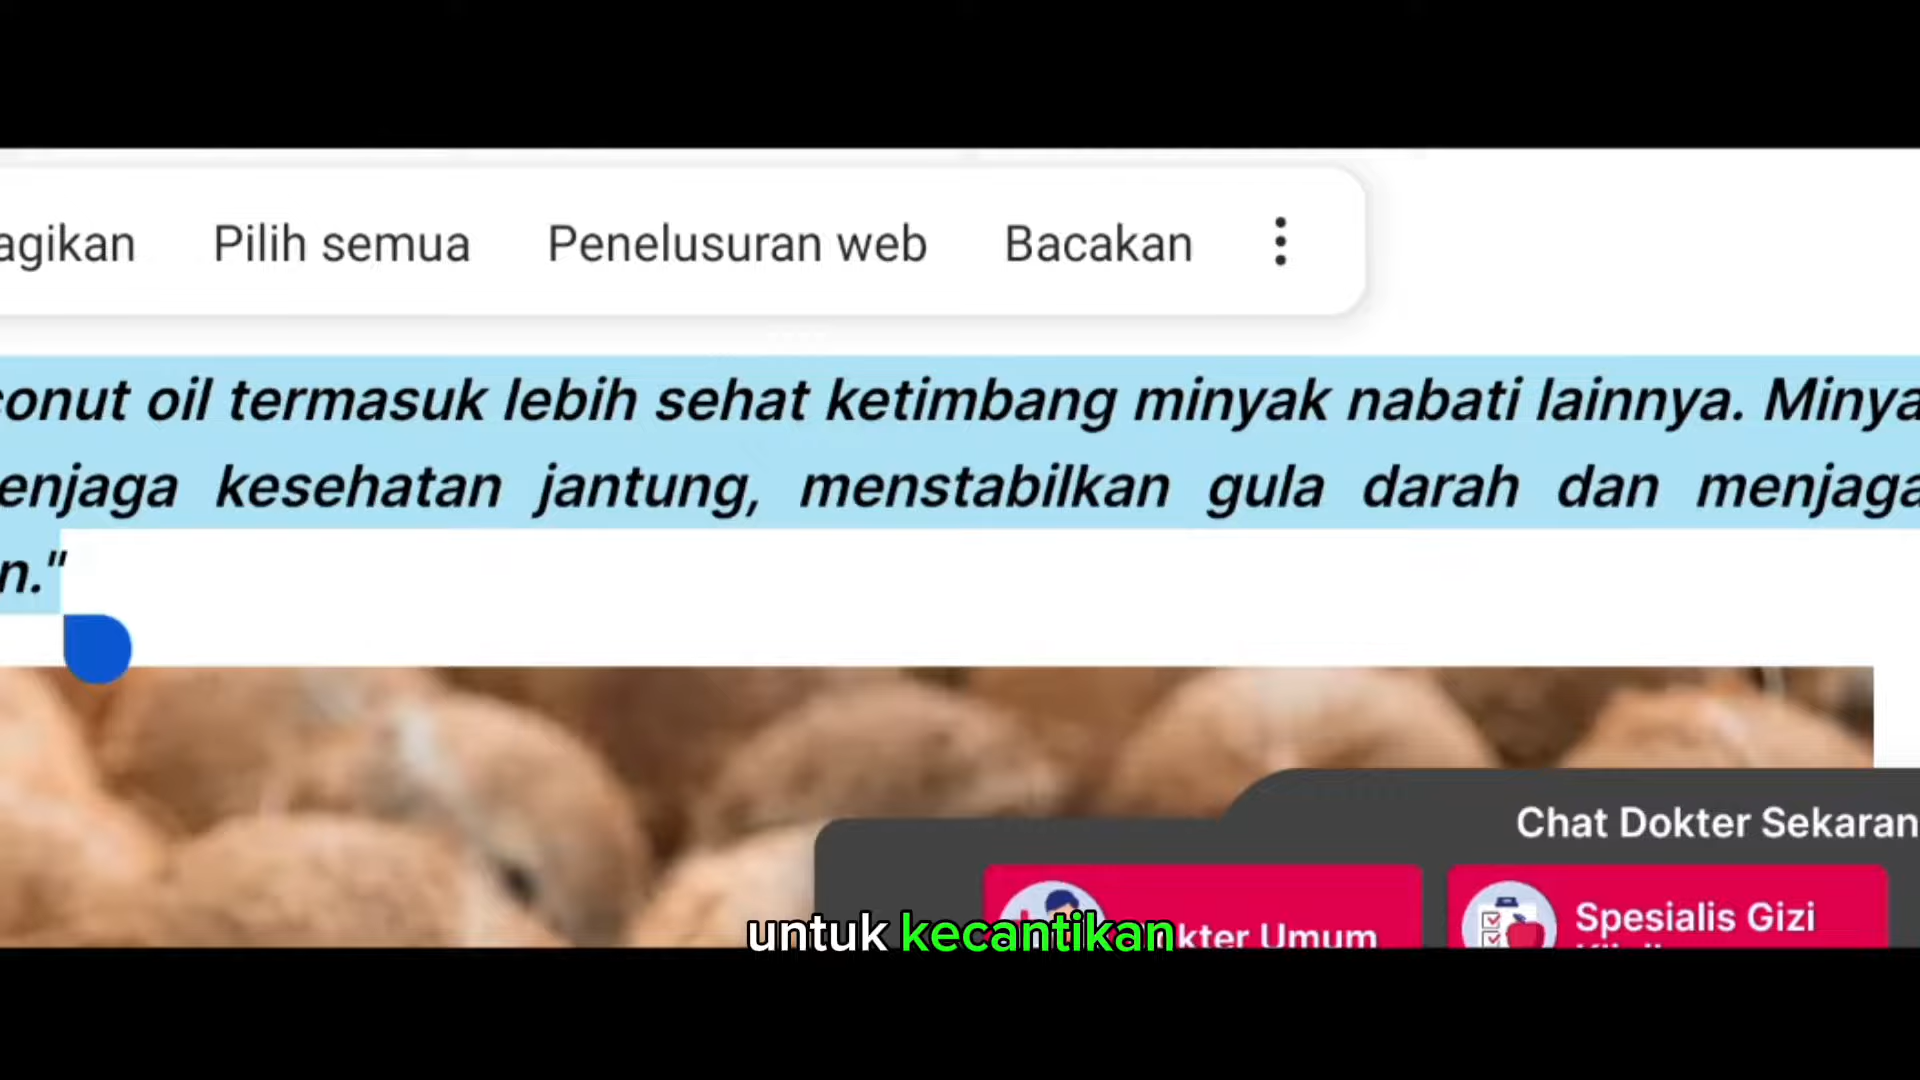 agikan Pilih semua Penelusuran web Bacakan
conut oil termasuk lebih sehat ketimbang minyak nabati lainnya. Minya
enjaga kesehatan jantung, menstabilkan gula darah dan menjaga
n."
Chat Dokter Sekaran
kter Umum
Spesialis Gizi
untuk kecantikan